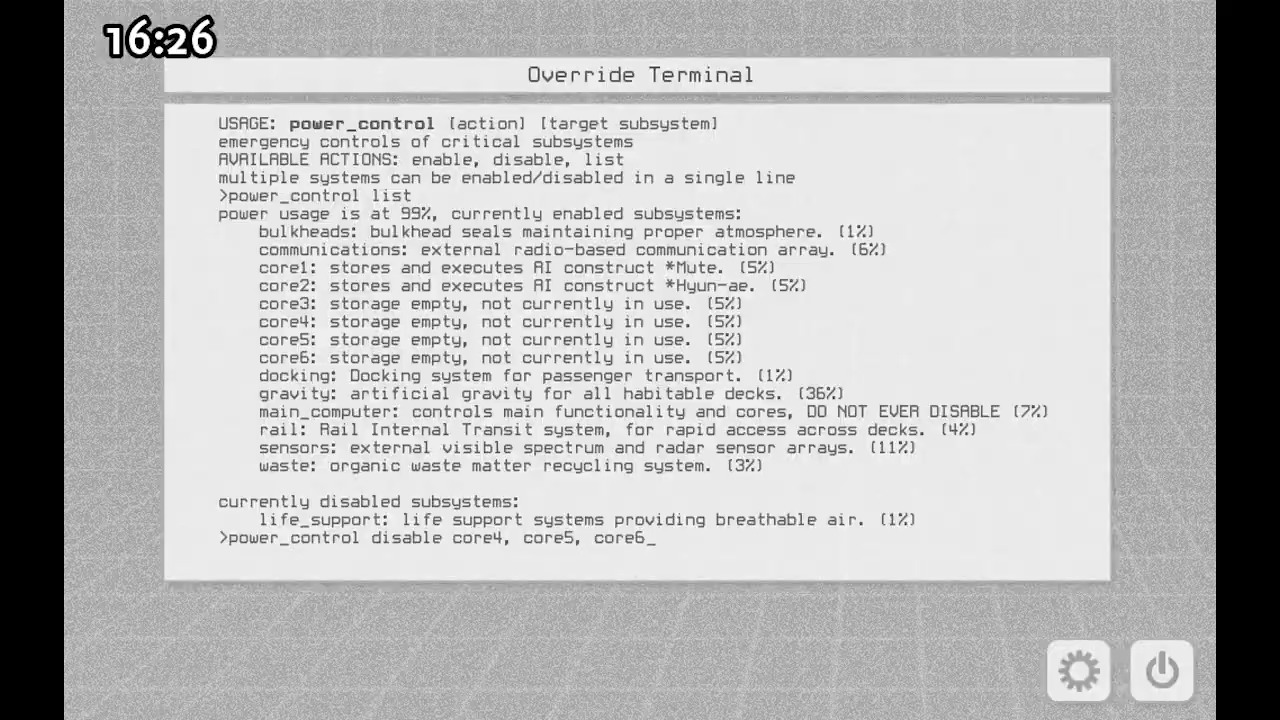 16:26
Override Terminal
USAGE: power_control [action] [target subsystem]
emergency controls of critical subsystems
AVAILABLE ACTIONS: enable, disable, list
multiple systems can be enabled/disabled in a single line
>power_control list
power usage is at 99%, currently enabled subsystems:
bulkheads: bulkhead seals maintaining proper atmosphere. (1%)
communications: external radio-based communication array. (6%)
core1: stores and executes AI construct *Mute. (5%)
core2: stores and executes AI construct *Hyun-ae. (5%)
core3: storage empty, not currently in use. (5%)
core4: storage empty, not currently in use. (5%)
core5: storage empty, not currently in use. (5%)
core6: storage empty, not currently in use. (5%)
docking: Docking system for passenger transport. (1%)
gravity: artificial gravity for all habitable decks. (36%)
main_computer: controls main functionality and cores, DO NOT EVER DISABLE (7%)
rail: Rail Internal Transit system, for rapid access across decks. (4%)
sensors: external visible spectrum and radar sensor arrays. (11%)
waste: organic waste matter recycling system. (3%)
currently disabled subsystems:
life_support: life support systems providing breathable air. (1%)
>power_control disable core4, core5, core6_